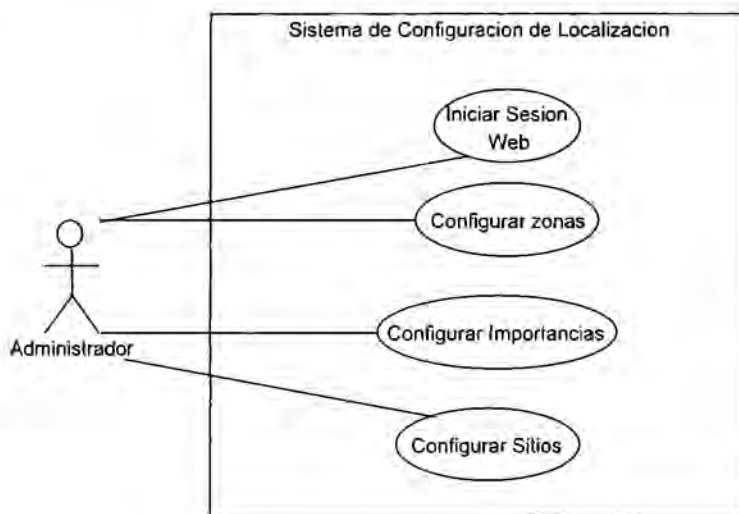 Sistema de Configuracion de Localizacion
Iniciar Sesion
Web
Configurar zonas
Configurar Importancias
Administrador
Configurar Sitios